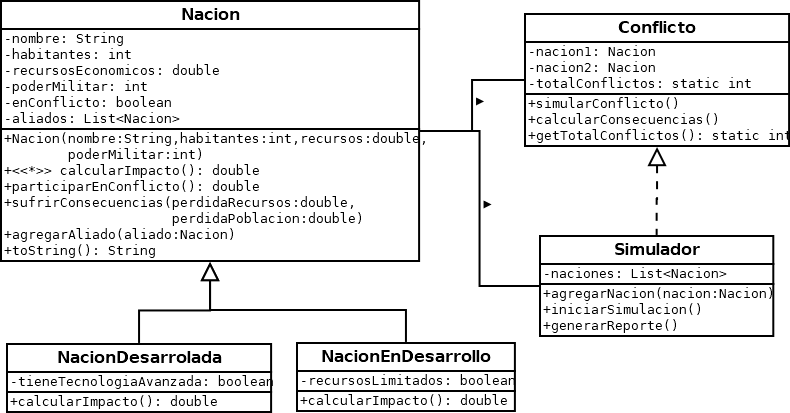 Nacion
-nombre: String
-habitantes: int
-recursosEconomicos: double
-poderMilitar: int
-enConflicto: boolean
-aliados: List<Nacion>
+Nacion(nombre:String,habitantes:int,recursos:double,
poderMilitar:int)
+<<*>> calcularImpacto(): double
+participarEnConflicto(): double
+sufrirConsecuencias(perdidaRecursos:double,
perdidaPoblacion:double)
+agregarAliado(aliado:Nacion)
+toString(): String
Conflicto
-nacion1: Nacion
-nacion2: Nacion
-totalConflictos: static int
+simularConflicto()
+calcularConsecuencias()
+getTotalConflictos(): static int
Simulador
-naciones: List<Nacion>
+agregarNacion(nacion:Nacion)
+iniciarSimulacion()
+generarReporte()
NacionDesarrolada
-tieneTecnologiaAvanzada: boolean
+calcularImpacto(): double
NacionEnDesarrollo
-recursosLimitados: boolean
+calcularImpacto(): double